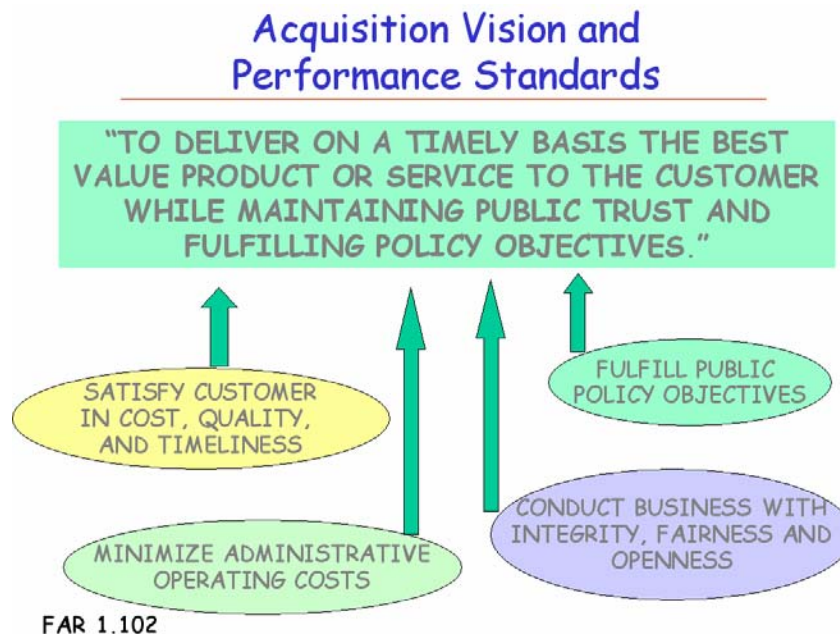 Acquisition Vision and
Performance Standards
“TO DELIVER ON A TIMELY BASIS THE BEST
VALUE PRODUCT OR SERVICE TO THE CUSTOMER
WHILE MAINTAINING PUBLIC TRUST AND
FULFILLING POLICY OBJECTIVES.”
SATISFY CUSTOMER
IN COST, QUALITY,
AND TIMELINESS
FULFILL PUBLIC
POLICY OBJECTIVES
MINIMIZE ADMINISTRATIVE
OPERATING COSTS
CONDUCT BUSINESS WITH
INTEGRITY, FAIRNESS AND
OPENNESS
FAR 1.102